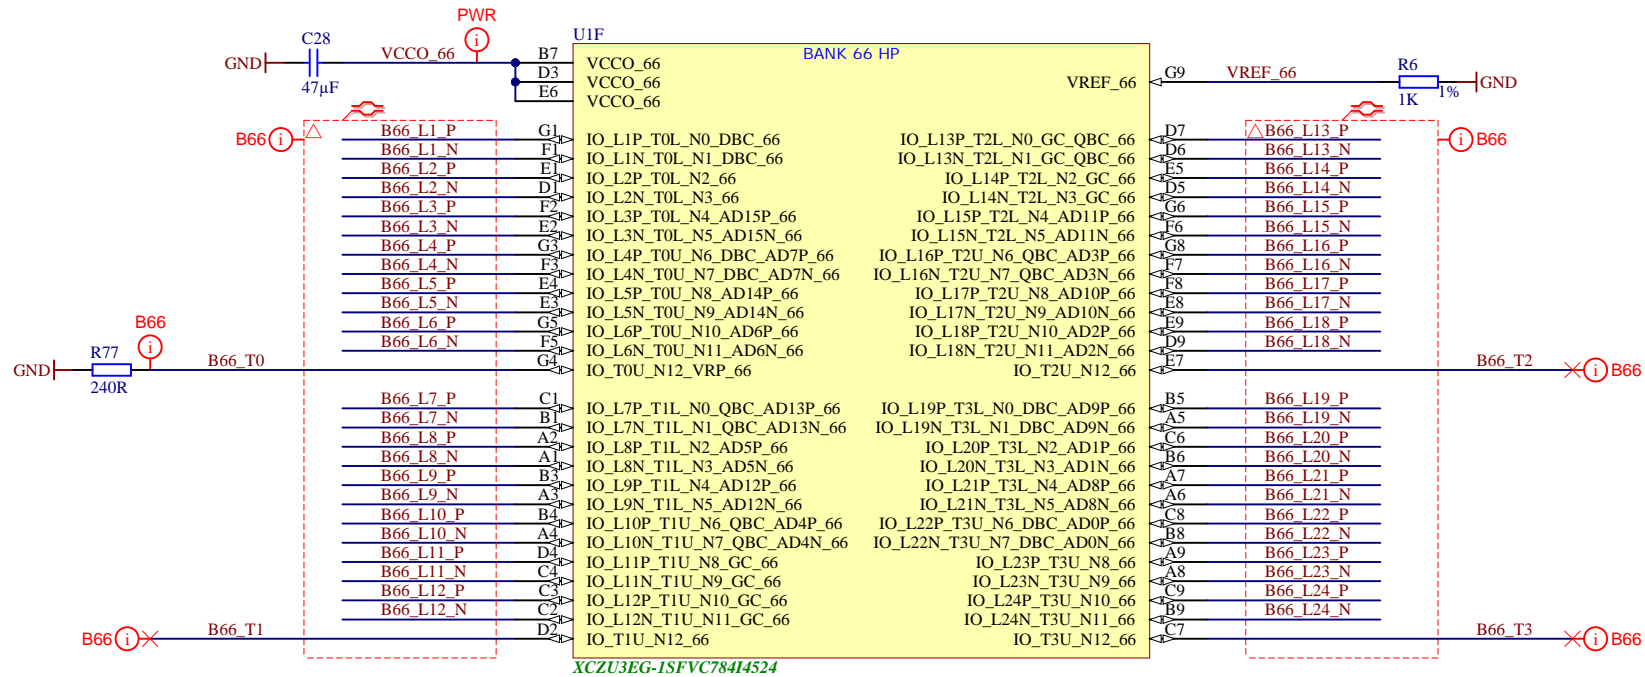 PWR
C28
GND
VCCO_66
47µF
U1F
BANK 66 HP
B7 VCCO_66
D3 VCCO_66
E6 VCCO_66
VREF_66 G9 VREF_66
R6
1K
1%
GND
B66
B66
B66_L1_P G1 IO_L1P_T0L_N0_DBC_66 IO_L13P_T2L_N0_GC_QBC_66 D7 B66_L13_P
B66_L1_N F1 IO_L1N_T0L_N1_DBC_66 IO_L13N_T2L_N1_GC_QBC_66 D6 B66_L13_N
B66_L2_P E1 IO_L2P_T0L_N2_66 IO_L14P_T2L_N2_GC_66 E5 B66_L14_P
B66_L2_N D1 IO_L2N_T0L_N3_66 IO_L14N_T2L_N3_GC_66 D5 B66_L14_N
B66_L3_P F2 IO_L3P_T0L_N4_AD15P_66 IO_L15P_T2L_N4_AD11P_66 G6 B66_L15_P
B66_L3_N E2 IO_L3N_T0L_N5_AD15N_66 IO_L15N_T2L_N5_AD11N_66 F6 B66_L15_N
B66_L4_P G3 IO_L4P_T0U_N6_DBC_AD7P_66 IO_L16P_T2U_N6_QBC_AD3P_66 G8 B66_L16_P
B66_L4_N F3 IO_L4N_T0U_N7_DBC_AD7N_66 IO_L16N_T2U_N7_QBC_AD3N_66 F7 B66_L16_N
B66_L5_P E4 IO_L5P_T0U_N8_AD14P_66 IO_L17P_T2U_N8_AD10P_66 F8 B66_L17_P
B66_L5_N E3 IO_L5N_T0U_N9_AD14N_66 IO_L17N_T2U_N9_AD10N_66 E8 B66_L17_N
B66_L6_P G5 IO_L6P_T0U_N10_AD6P_66 IO_L18P_T2U_N10_AD2P_66 E9 B66_L18_P
B66_L6_N F5 IO_L6N_T0U_N11_AD6N_66 IO_L18N_T2U_N11_AD2N_66 D9 B66_L18_N
B66
R77
GND
240R
B66_T0 G4 IO_T0U_N12_VRP_66 IO_T2U_N12_66 E7 B66_T2 B66
B66_L7_P C1 IO_L7P_T1L_N0_QBC_AD13P_66 IO_L19P_T3L_N0_DBC_AD9P_66 B5 B66_L19_P
B66_L7_N B1 IO_L7N_T1L_N1_QBC_AD13N_66 IO_L19N_T3L_N1_DBC_AD9N_66 A5 B66_L19_N
B66_L8_P A2 IO_L8P_T1L_N2_AD5P_66 IO_L20P_T3L_N2_AD1P_66 C6 B66_L20_P
B66_L8_N A1 IO_L8N_T1L_N3_AD5N_66 IO_L20N_T3L_N3_AD1N_66 B6 B66_L20_N
B66_L9_P B3 IO_L9P_T1L_N4_AD12P_66 IO_L21P_T3L_N4_AD8P_66 A7 B66_L21_P
B66_L9_N A3 IO_L9N_T1L_N5_AD12N_66 IO_L21N_T3L_N5_AD8N_66 A6 B66_L21_N
B66_L10_P B4 IO_L10P_T1U_N6_QBC_AD4P_66 IO_L22P_T3U_N6_DBC_AD0P_66 C8 B66_L22_P
B66_L10_N A4 IO_L10N_T1U_N7_QBC_AD4N_66 IO_L22N_T3U_N7_DBC_AD0N_66 B8 B66_L22_N
B66_L11_P D4 IO_L11P_T1U_N8_GC_66 IO_L23P_T3U_N8_66 A9 B66_L23_P
B66_L11_N C4 IO_L11N_T1U_N9_GC_66 IO_L23N_T3U_N9_66 A8 B66_L23_N
B66_L12_P C3 IO_L12P_T1U_N10_GC_66 IO_L24P_T3U_N10_66 C9 B66_L24_P
B66_L12_N C2 IO_L12N_T1U_N11_GC_66 IO_L24N_T3U_N11_66 B9 B66_L24_N
B66 B66_T1 D2 IO_T1U_N12_66 IO_T3U_N12_66 C7 B66_T3 B66
XCZU3EG-1SFVC784I4524